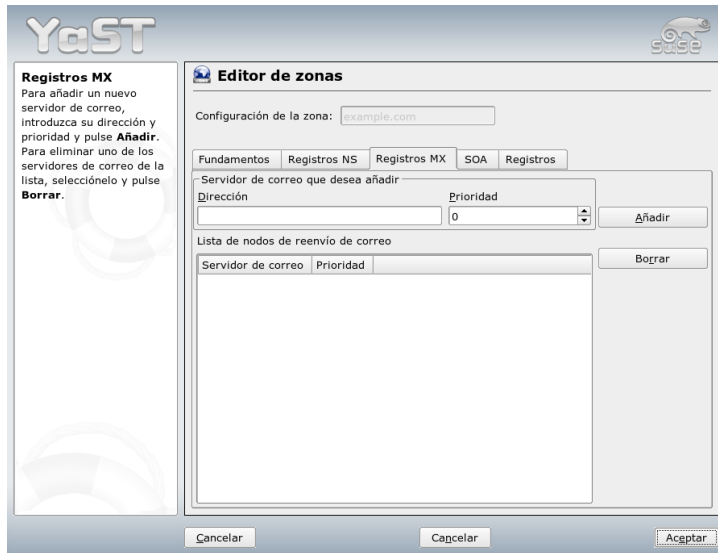 YaST
SUSE
Registros MX
Para añadir un nuevo
servidor de correo,
introduzca su dirección y
prioridad y pulse Añadir.
Para eliminar uno de los
servidores de correo de la
lista, selecciónelo y pulse
Borrar.
Editor de zonas
Configuración de la zona: example.com
Fundamentos Registros NS Registros MX SOA Registros
Servidor de correo que desea añadir
Dirección Prioridad
0 Añadir
Lista de nodos de reenvío de correo
Borrar
Servidor de correo Prioridad
Cancelar Cancelar Aceptar